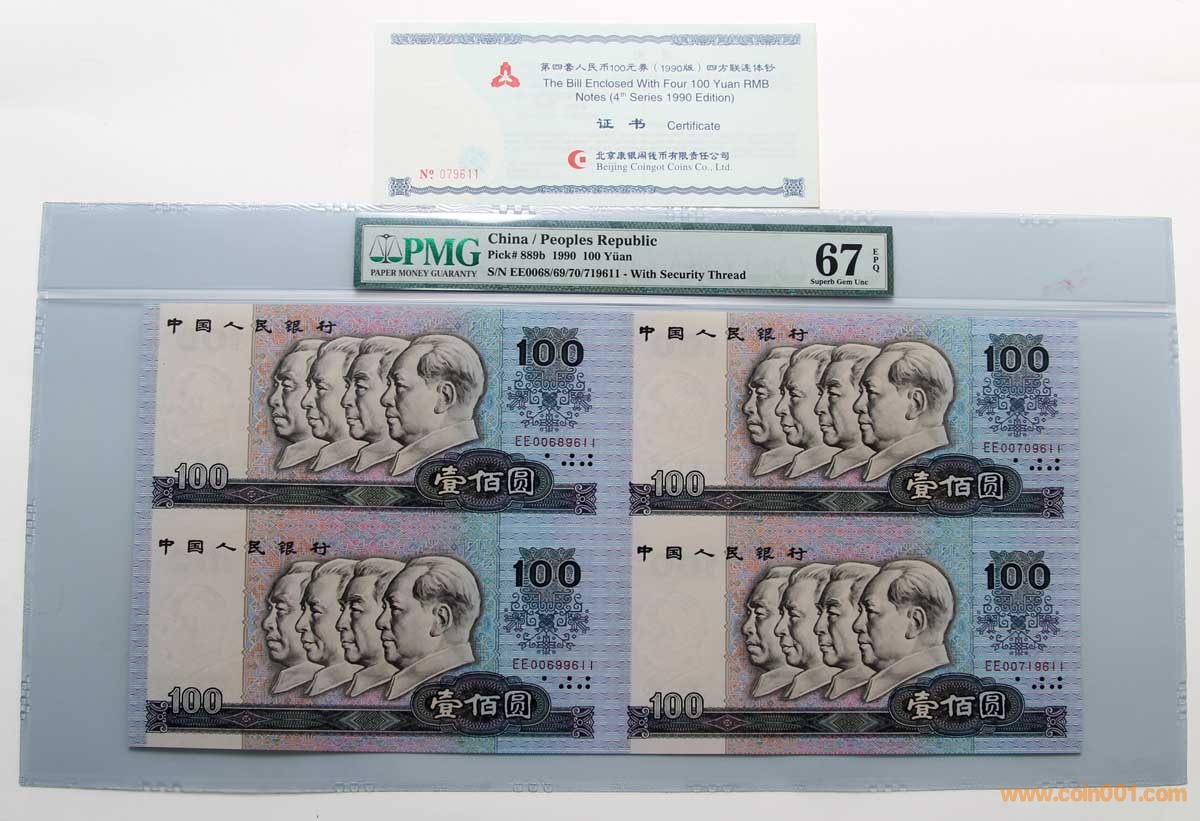 第四套人民币100元券(1990版)四方联连体钞
The Bill Enclosed With Four 100 Yuan RMB
Notes (4th Series 1990 Edition)
证书 Certificate
北京康银阁钱币有限责任公司
Beijing Coingot Coins Co., Ltd.
Nº 079611
PMG
PAPER MONEY GUARANTY
China / Peoples Republic
Pick# 889b 1990 100 Yüan
S/N EE0068/69/70/719611 - With Security Thread
67 EPQ
Superb Gem Unc
中国人民银行
100
EE00689611
100
壹佰圆
中国人民银行
100
EE00709611
100
壹佰圆
中国人民银行
100
EE00699611
100
壹佰圆
中国人民银行
100
EE00719611
100
壹佰圆
www.coin001.com